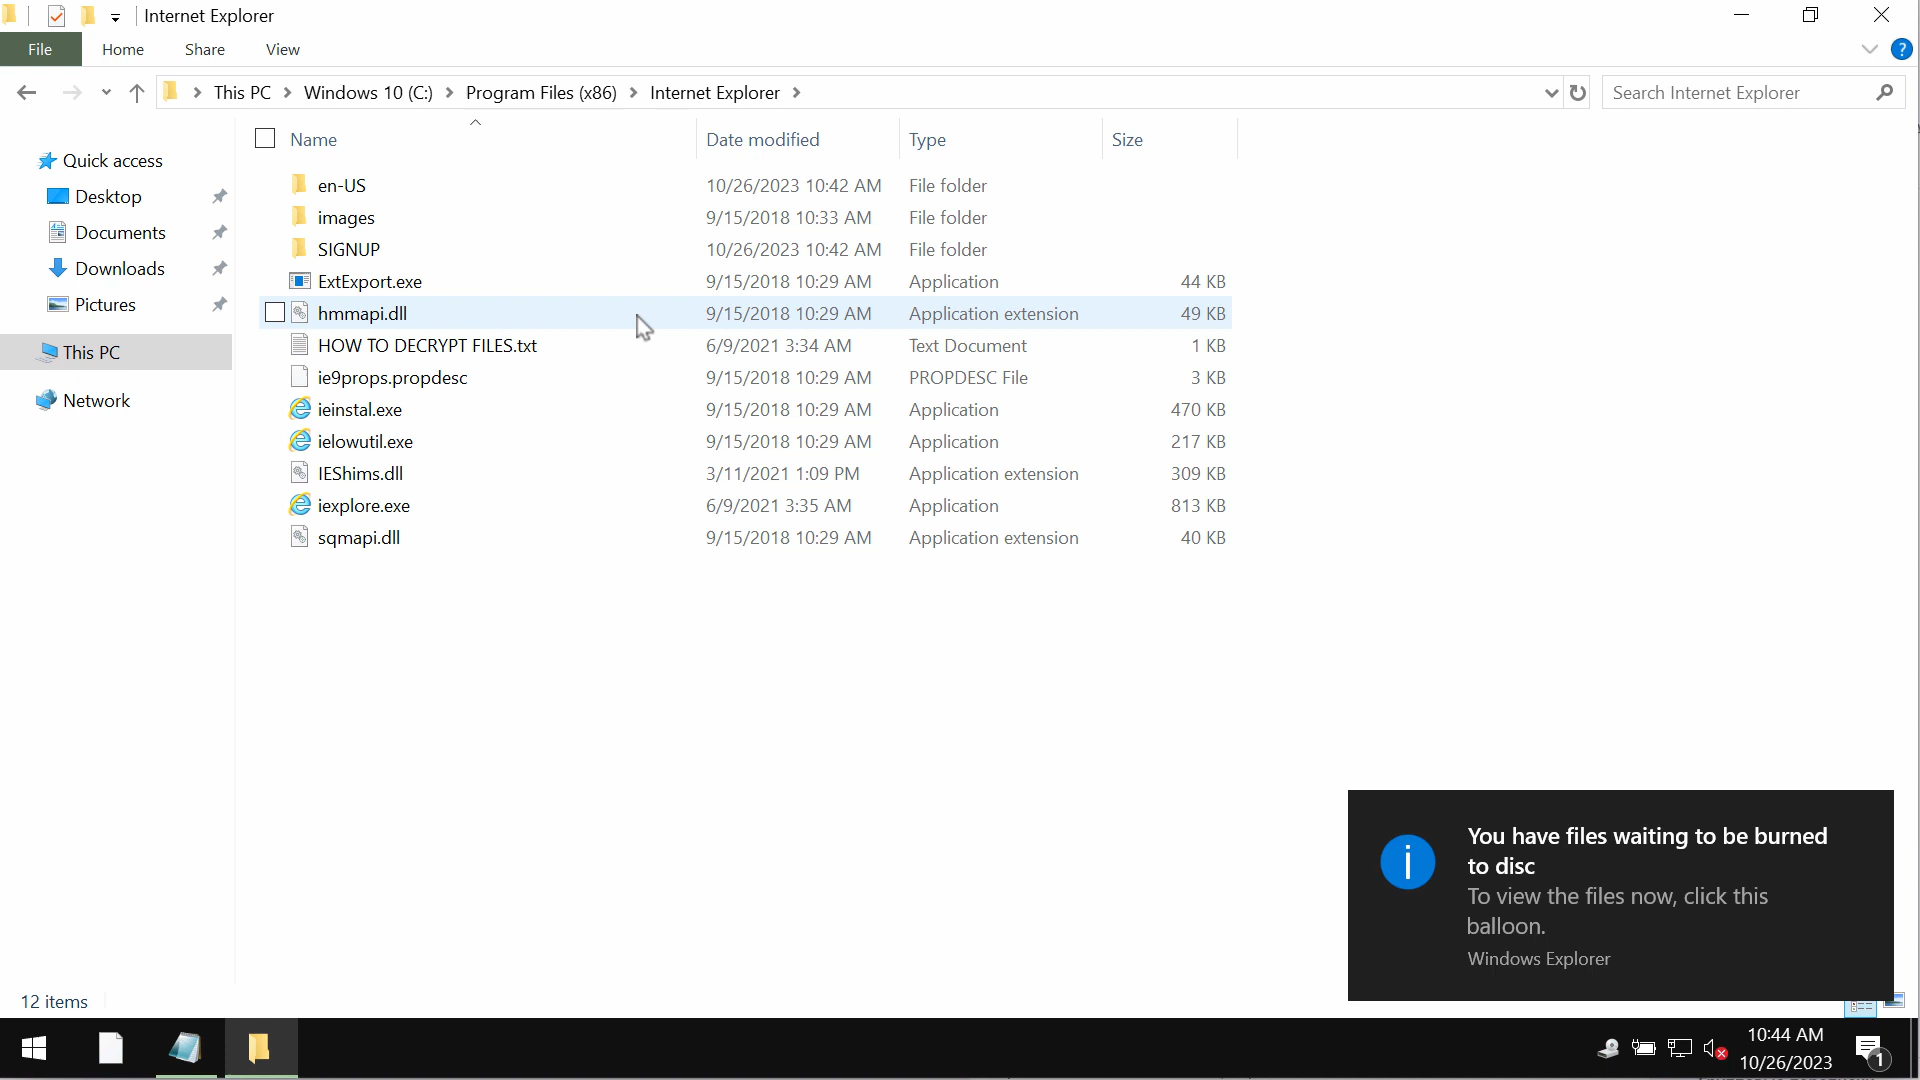 Internet Explorer
File Home Share View
This PC Windows 10 (C:) Program Files (x86) Internet Explorer
Search Internet Explorer
Name Date modified Type Size
Quick access
Desktop
Documents
Downloads
Pictures
This PC
Network
en-US 10/26/2023 10:42 AM File folder
images 9/15/2018 10:33 AM File folder
SIGNUP 10/26/2023 10:42 AM File folder
ExtExport.exe 9/15/2018 10:29 AM Application 44 KB
hmmapi.dll 9/15/2018 10:29 AM Application extension 49 KB
HOW TO DECRYPT FILES.txt 6/9/2021 3:34 AM Text Document 1 KB
ie9props.propdesc 9/15/2018 10:29 AM PROPDESC File 3 KB
ieinstal.exe 9/15/2018 10:29 AM Application 470 KB
ielowutil.exe 9/15/2018 10:29 AM Application 217 KB
IEShims.dll 3/11/2021 1:09 PM Application extension 309 KB
iexplore.exe 6/9/2021 3:35 AM Application 813 KB
sqmapi.dll 9/15/2018 10:29 AM Application extension 40 KB
You have files waiting to be burned
to disc
To view the files now, click this
balloon.
Windows Explorer
12 items
10:44 AM
10/26/2023
1